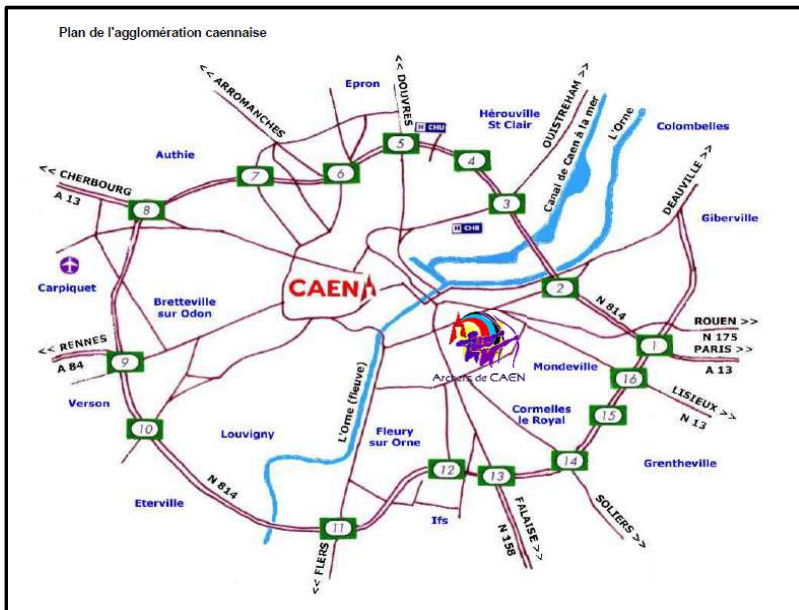 Plan de l'agglomération caennaise
<< ARROMANCHES
Epron
<< DOUVRES
H CHU
Hérouville
St Clair
OUISTREHAM >>
Canal de Caen à la mer
L'Orne
Colombelles
DEAUVILLE >>
Giberville
Authie
<< CHERBOURG
A 13
8
7
6
5
4
3
H CHR
Carpiquet
CAEN
Bretteville
sur Odon
2
N 814
ROUEN >>
N 175
PARIS >>
A 13
1
Archers de CAEN
Mondeville
16
LISIEUX >>
N 13
<< RENNES
A 84
9
Verson
10
Louvigny
L'Orne (fleuve)
Fleury
sur Orne
Cormelles
le Royal
15
Grentheville
14
SOLIERS >>
12
13
FALAISE >>
N 158
Ifs
Eterville
N 814
11
<< FLERS